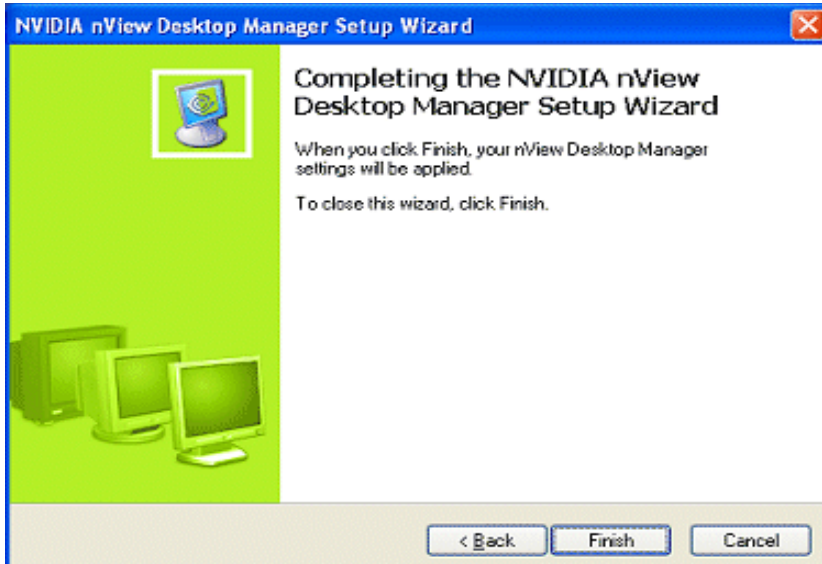 NVIDIA nView Desktop Manager Setup Wizard
Completing the NVIDIA nView
Desktop Manager Setup Wizard
When you click Finish, your nView Desktop Manager
settings will be applied.
To close this wizard, click Finish.
< Back
Finish
Cancel